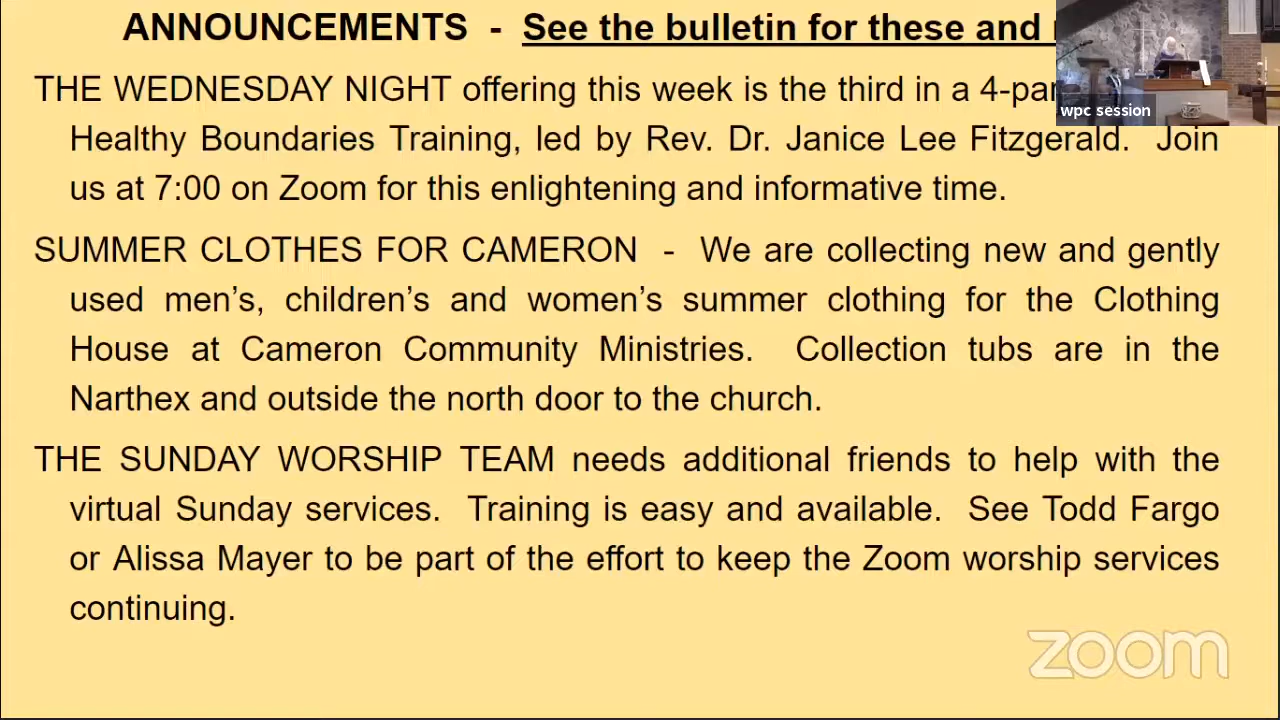 ANNOUNCEMENTS - See the bulletin for these and
THE WEDNESDAY NIGHT offering this week is the third in a
Healthy Boundaries Training, led by Rev. Dr. Janice Lee Fitzgerald. Join
us at 7:00 on Zoom for this enlightening and informative time.
SUMMER CLOTHES FOR CAMERON - We are collecting new and gently
used men’s, children’s and women’s summer clothing for the Clothing
House at Cameron Community Ministries. Collection tubs are in the
Narthex and outside the north door to the church.
THE SUNDAY WORSHIP TEAM needs additional friends to help with the
virtual Sunday services. Training is easy and available. See Todd Fargo
or Alissa Mayer to be part of the effort to keep the Zoom worship services
continuing.
wpc session
zoom